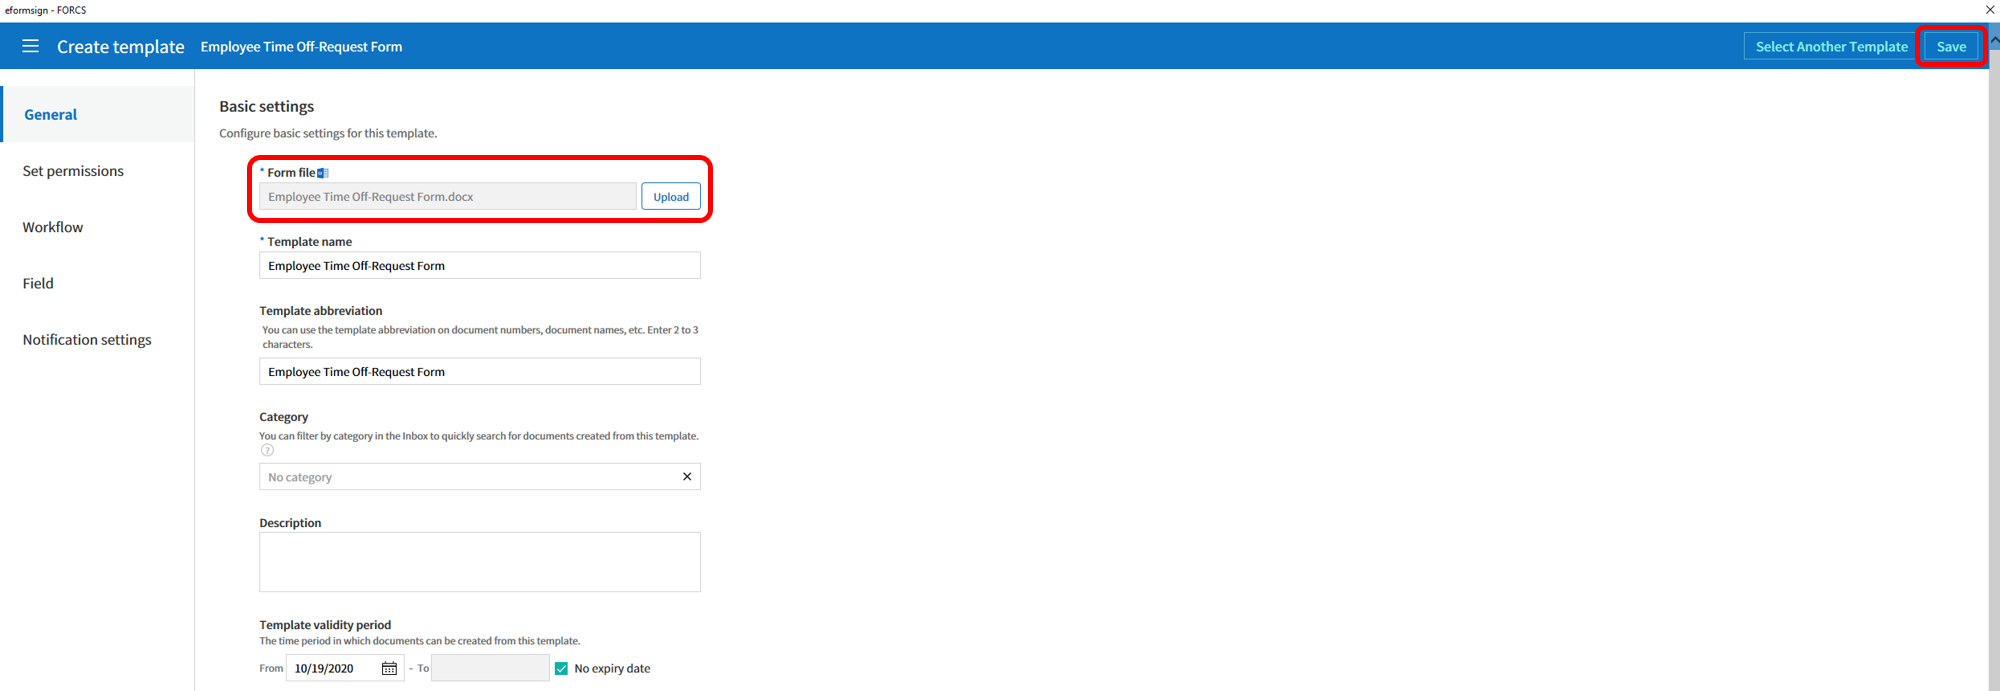 eformsign - FORCS
Create template
Employee Time Off-Request Form
Select Another Template
Save
General
Set permissions
Workflow
Field
Notification settings
Basic settings
Configure basic settings for this template.
* Form file
Employee Time Off-Request Form.docx
Upload
* Template name
Employee Time Off-Request Form
Template abbreviation
You can use the template abbreviation on document numbers, document names, etc. Enter 2 to 3
characters.
Employee Time Off-Request Form
Category
You can filter by category in the Inbox to quickly search for documents created from this template.
?
No category
Description
Template validity period
The time period in which documents can be created from this template.
From 10/19/2020 - To No expiry date